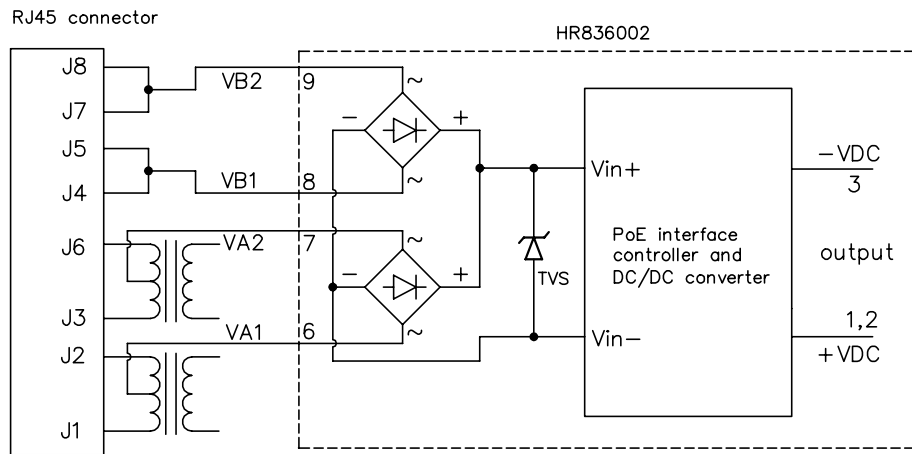 RJ45 connector
HR836002
J8
VB2
9
~
J7
−
+
J5
~
J4
VB1
8
Vin+
−VDC
3
J6
VA2
7
~
PoE interface
controller and
DC/DC converter
output
−
+
TVS
J3
VA1
6
~
Vin−
1,2
+VDC
J2
J1